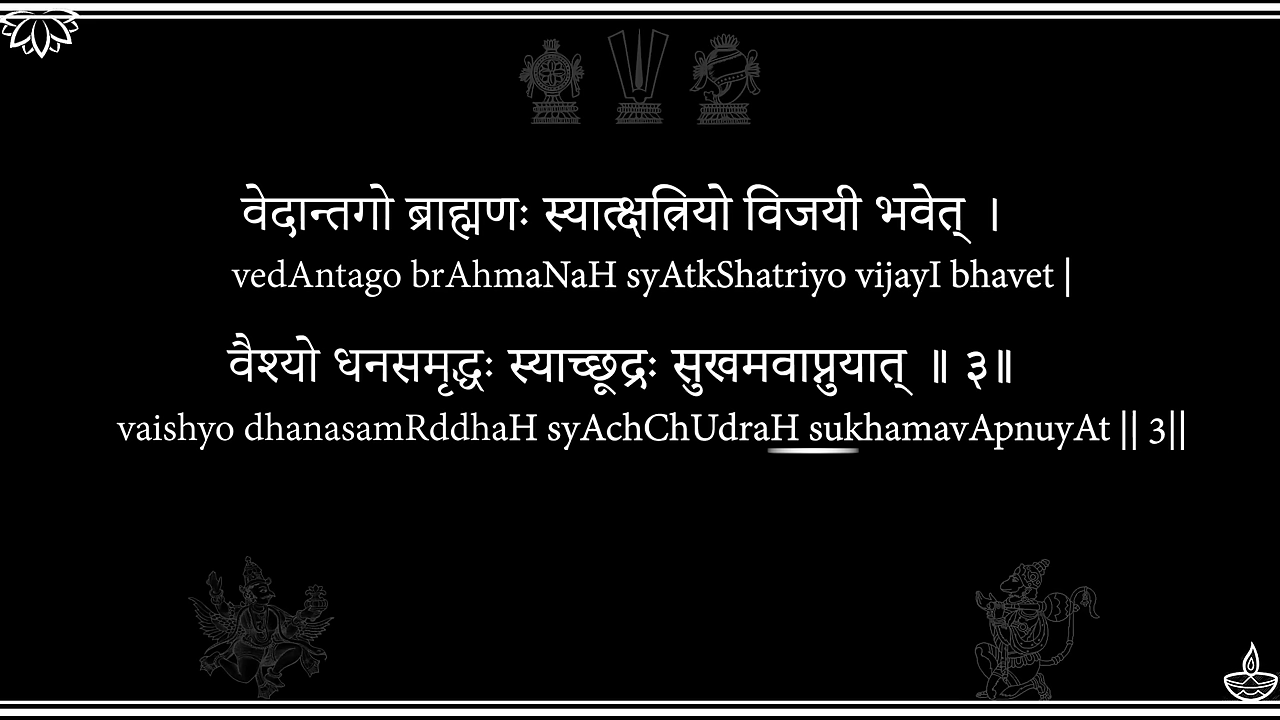 वेदान्तगो ब्राह्मणः स्यात्क्षत्रियो विजयी भवेत् ।
vedAntago brAhmaNaH syAtkShatriyo vijayI bhavet |
वैश्यो धनसमृद्धः स्याच्छूद्रः सुखमवाप्नुयात् ॥ ३॥
vaishyo dhanasamRddhaH syAchChUdraH sukhamavApnuyAt || 3||